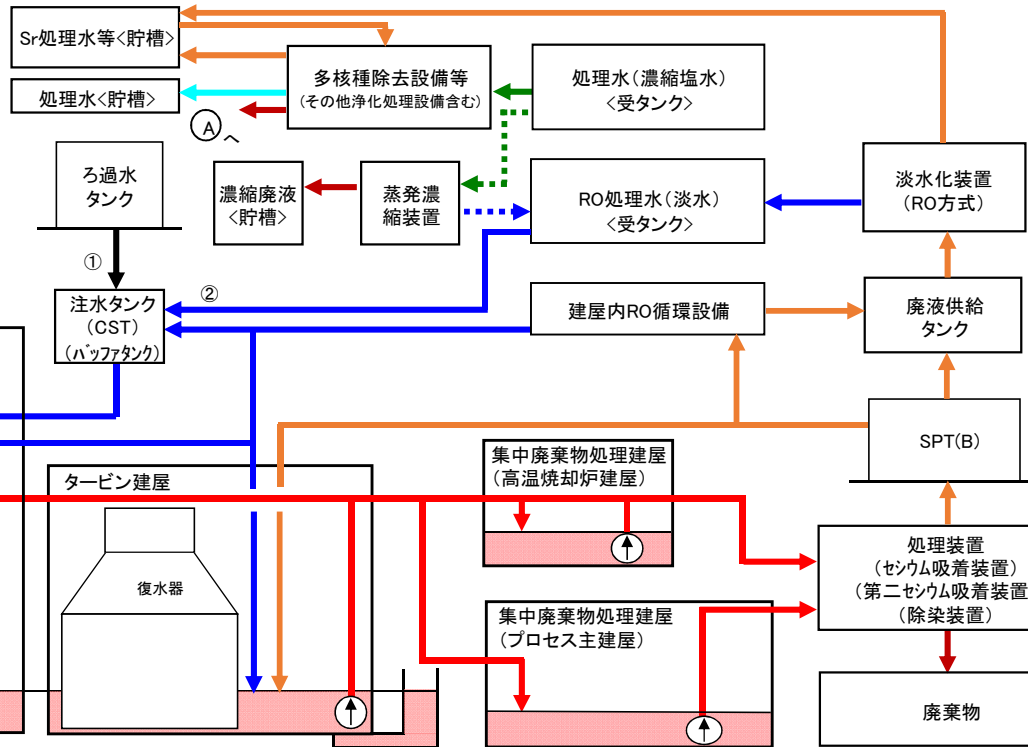 Sr処理水等<貯槽>
処理水<貯槽>
多核種除去設備等
(その他浄化処理設備含む)
処理水(濃縮塩水)
<受タンク>
Aへ
ろ過水
タンク
濃縮廃液
<貯槽>
蒸発濃
縮装置
RO処理水(淡水)
<受タンク>
淡水化装置
(RO方式)
①
②
注水タンク
(CST)
(バッファタンク)
建屋内RO循環設備
廃液供給
タンク
SPT(B)
タービン建屋
復水器
集中廃棄物処理建屋
(高温焼却炉建屋)
集中廃棄物処理建屋
(プロセス主建屋)
処理装置
(セシウム吸着装置)
(第二セシウム吸着装置
(除染装置)
廃棄物